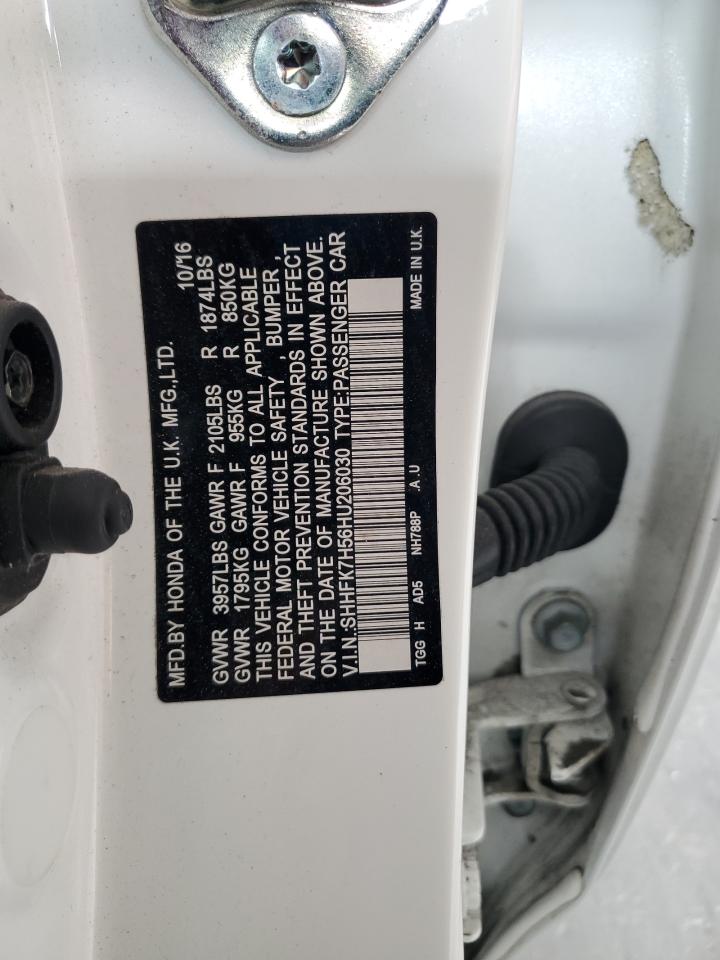 MFD.BY HONDA OF THE U.K. MFG.,LTD. 10/'16
GVWR 3957LBS GAWR F 2105LBS R 1874LBS
GVWR 1795KG GAWR F 955KG R 850KG
THIS VEHICLE CONFORMS TO ALL APPLICABLE
FEDERAL MOTOR VEHICLE SAFETY , BUMPER ,
AND THEFT PREVENTION STANDARDS IN EFFECT
ON THE DATE OF MANUFACTURE SHOWN ABOVE.
V.I.N.:SHHFK7H56HU206030 TYPE:PASSENGER CAR
TGG H AD5 NH788P .A.U MADE IN U.K.